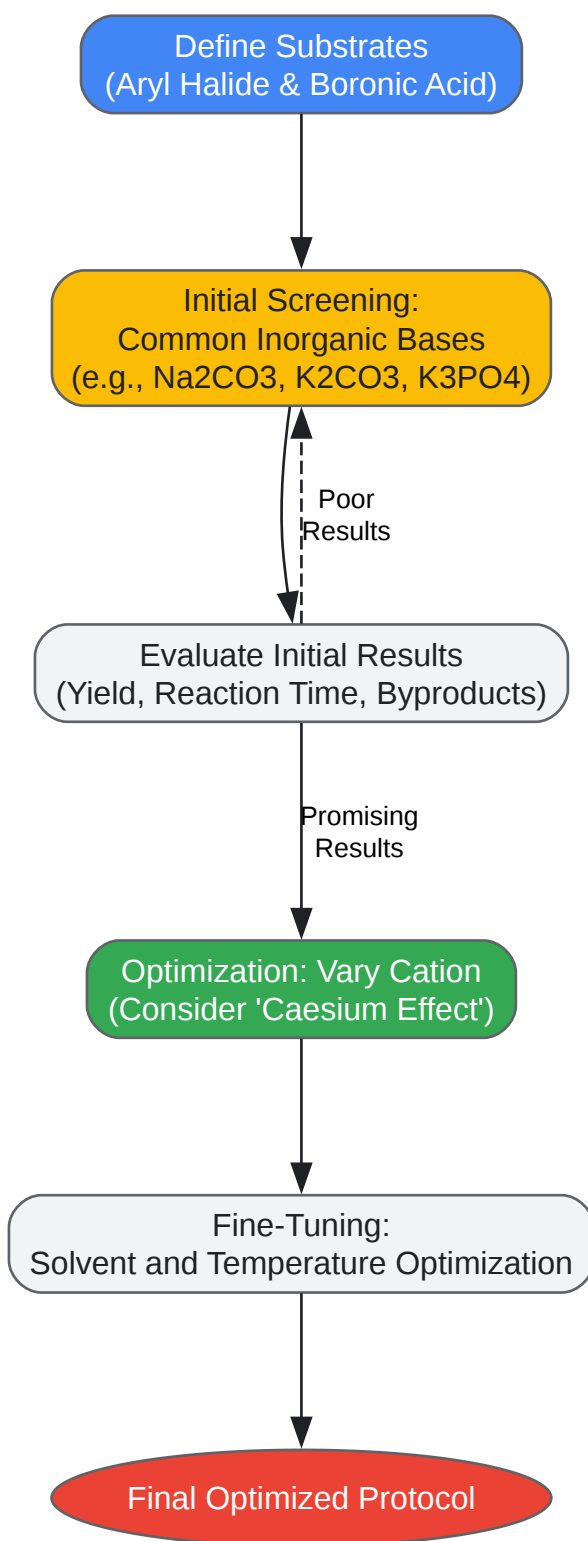 Define Substrates
(Aryl Halide & Boronic Acid)
Initial Screening:
Common Inorganic Bases
(e.g., Na2CO3, K2CO3, K3PO4)
Poor
Results
Evaluate Initial Results
(Yield, Reaction Time, Byproducts)
Promising
Results
Optimization: Vary Cation
(Consider 'Caesium Effect')
Fine-Tuning:
Solvent and Temperature Optimization
Final Optimized Protocol